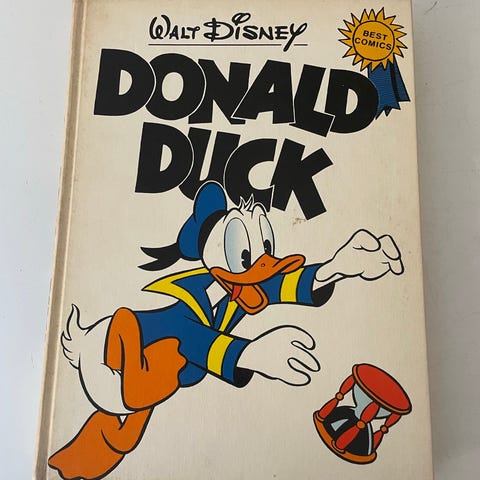 WALT DISNEY
BEST
COMICS
DONALD
DUCK